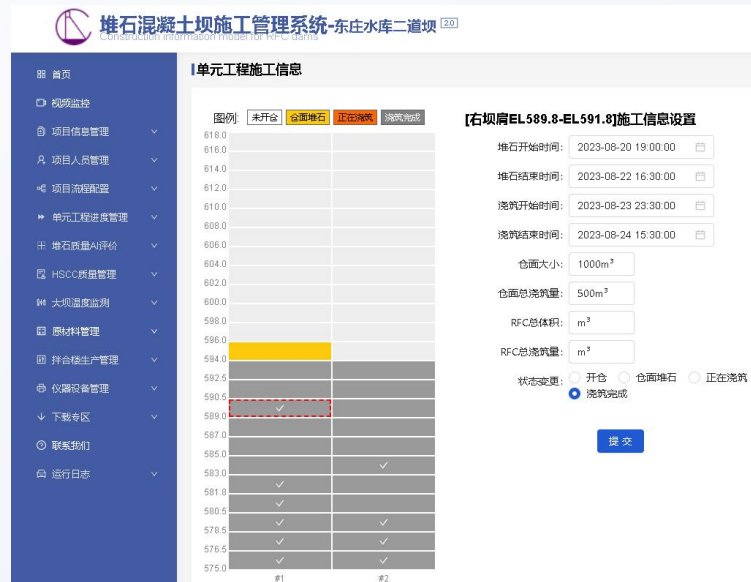 堆石混凝土坝施工管理系统-东庄水库二道坝 2.0
Construction information model for RFC dams
首页
视频监控
项目信息管理
项目人员管理
项目流程配置
单元工程进度管理
堆石质量AI评价
HSCC质量管理
大坝温度监测
原材料管理
拌合楼生产管理
仪器设备管理
下载专区
联系我们
运行日志
单元工程施工信息
图例: 未开仓 仓面堆石 正在浇筑 浇筑完成
618.0
616.0
614.0
612.0
610.0
608.0
606.0
604.0
602.0
600.0
598.0
596.0
594.0
592.5
590.5
589.0
587.0
585.0
583.0
581.8
580.5
578.5
576.5
575.0
#1 #2
[右坝肩EL589.8-EL591.8]施工信息设置
堆石开始时间: 2023-08-20 19:00:00
堆石结束时间: 2023-08-22 16:30:00
浇筑开始时间: 2023-08-23 23:30:00
浇筑结束时间: 2023-08-24 15:30:00
仓面大小: 1000m³
仓面总浇筑量: 500m³
RFC总体积: m³
RFC总浇筑量: m³
状态变更: 开仓 仓面堆石 正在浇筑
浇筑完成
提 交